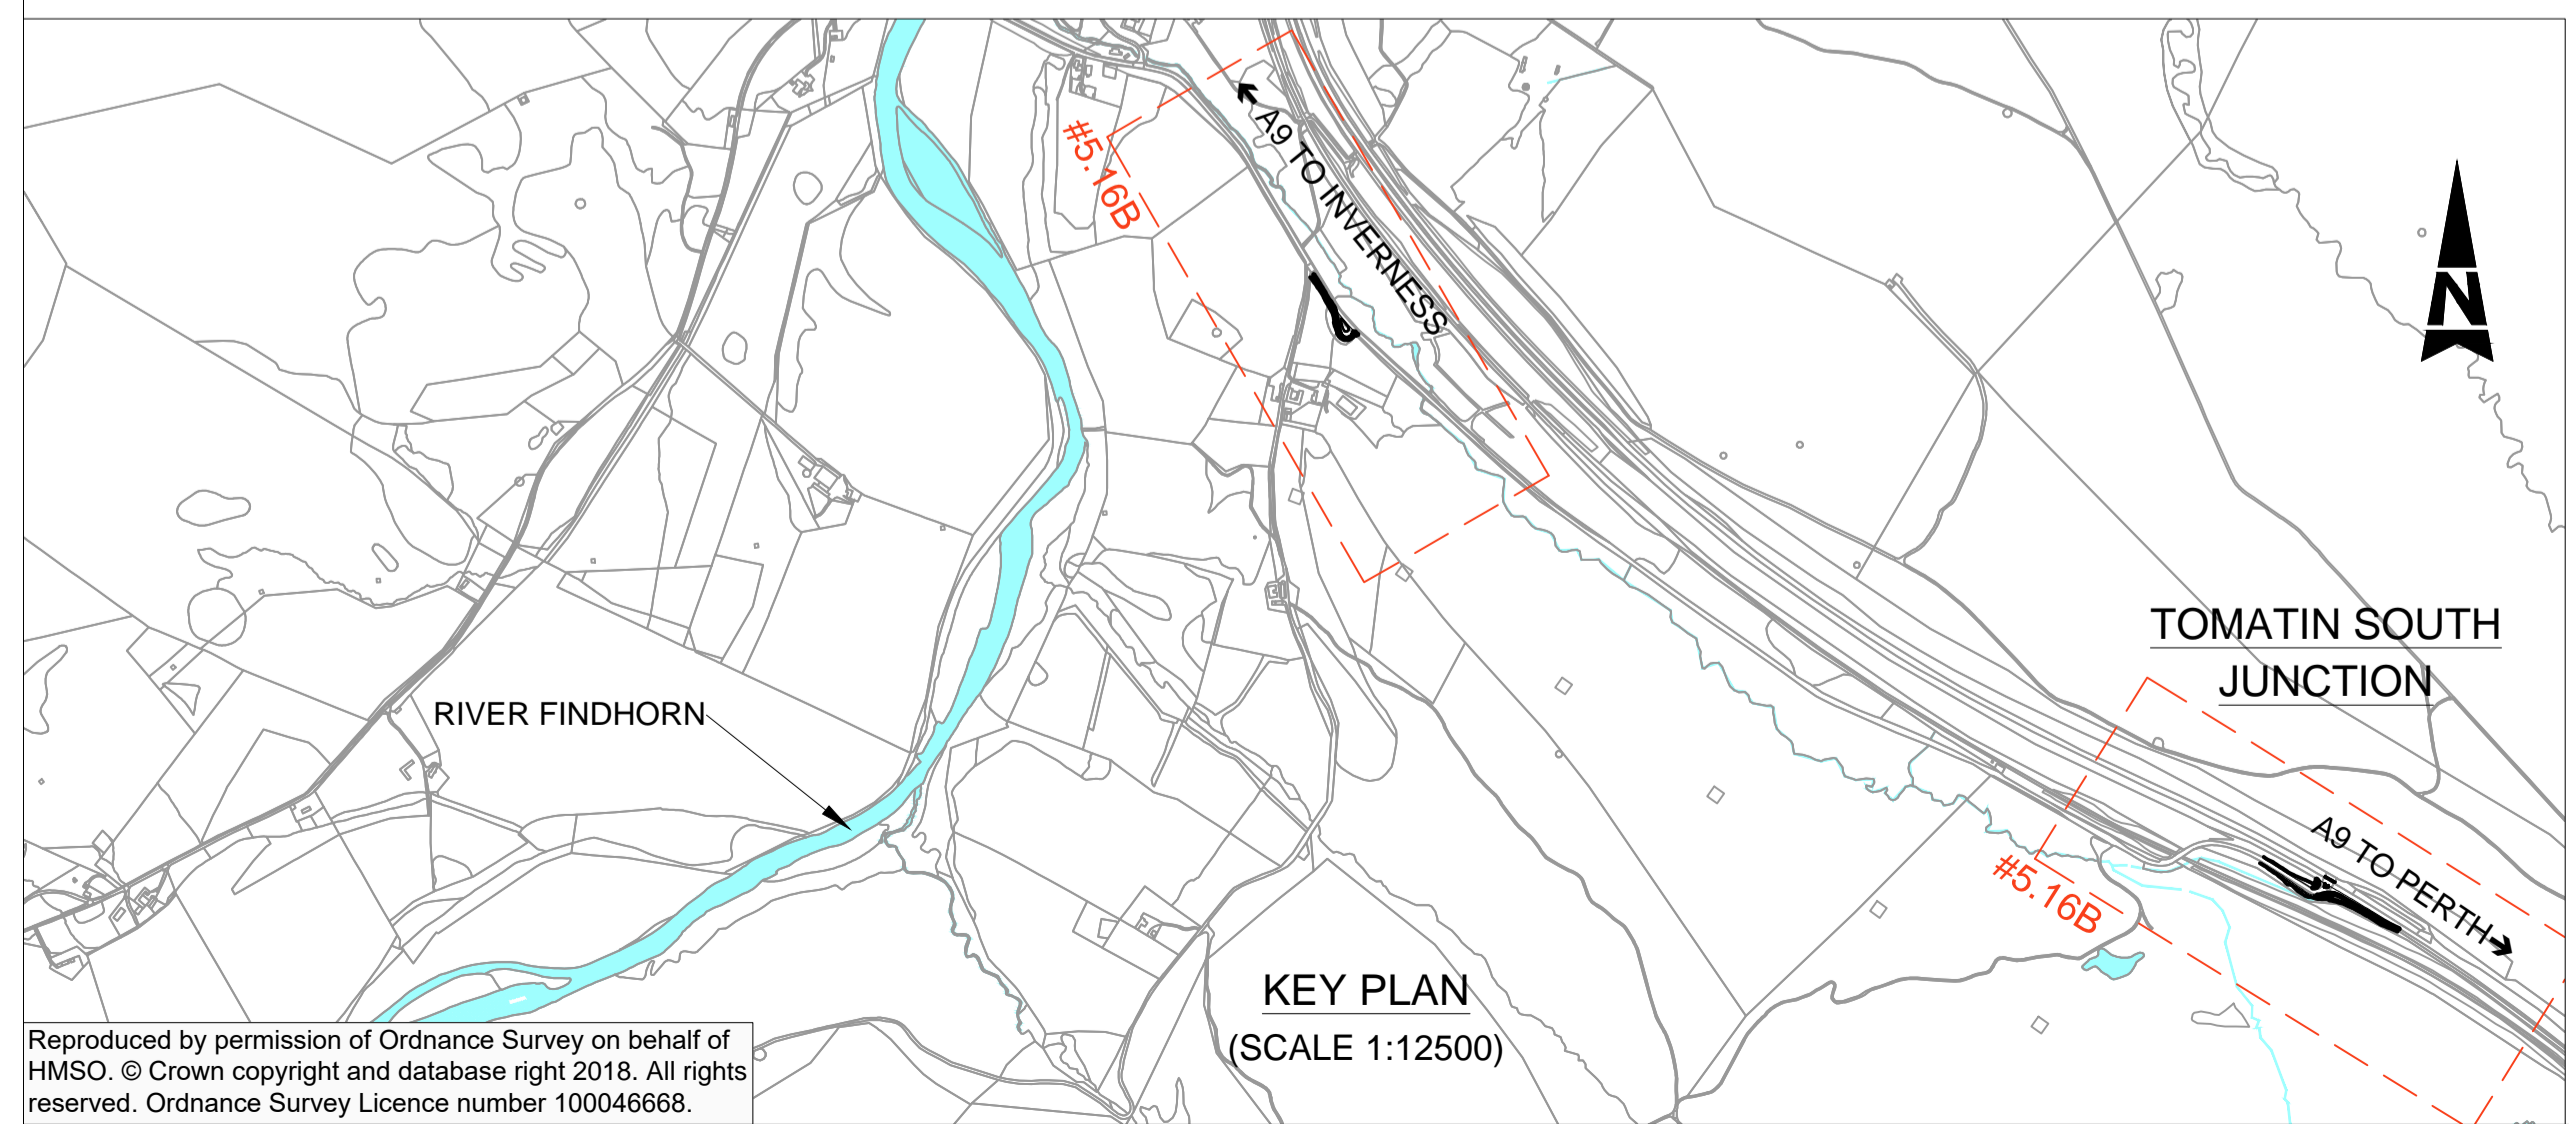 #5.16B
A9 TO INVERNESS
N
TOMATIN SOUTH
JUNCTION
RIVER FINDHORN
A9 TO PERTH
#5.16B
KEY PLAN
(SCALE 1:12500)
Reproduced by permission of Ordnance Survey on behalf of
HMSO. © Crown copyright and database right 2018. All rights
reserved. Ordnance Survey Licence number 100046668.